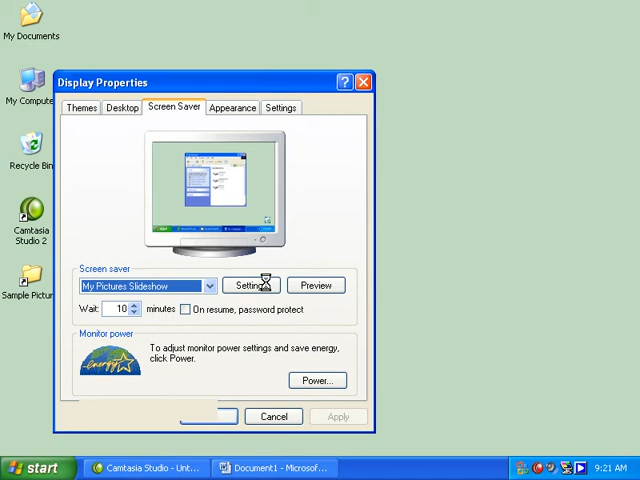 My Documents
My Compute
Recycle Bin
Camtasia
Studio 2
Sample Pictur
Display Properties
Themes
Desktop
Screen Saver
Appearance
Settings
Screen saver
My Pictures Slideshow
Setting
Preview
Wait:
10
minutes
On resume, password protect
Monitor power
To adjust monitor power settings and save energy,
click Power.
Energy
Power...
Cancel
Apply
start
Camtasia Studio - Unt...
Document1 - Microsof...
9:21 AM